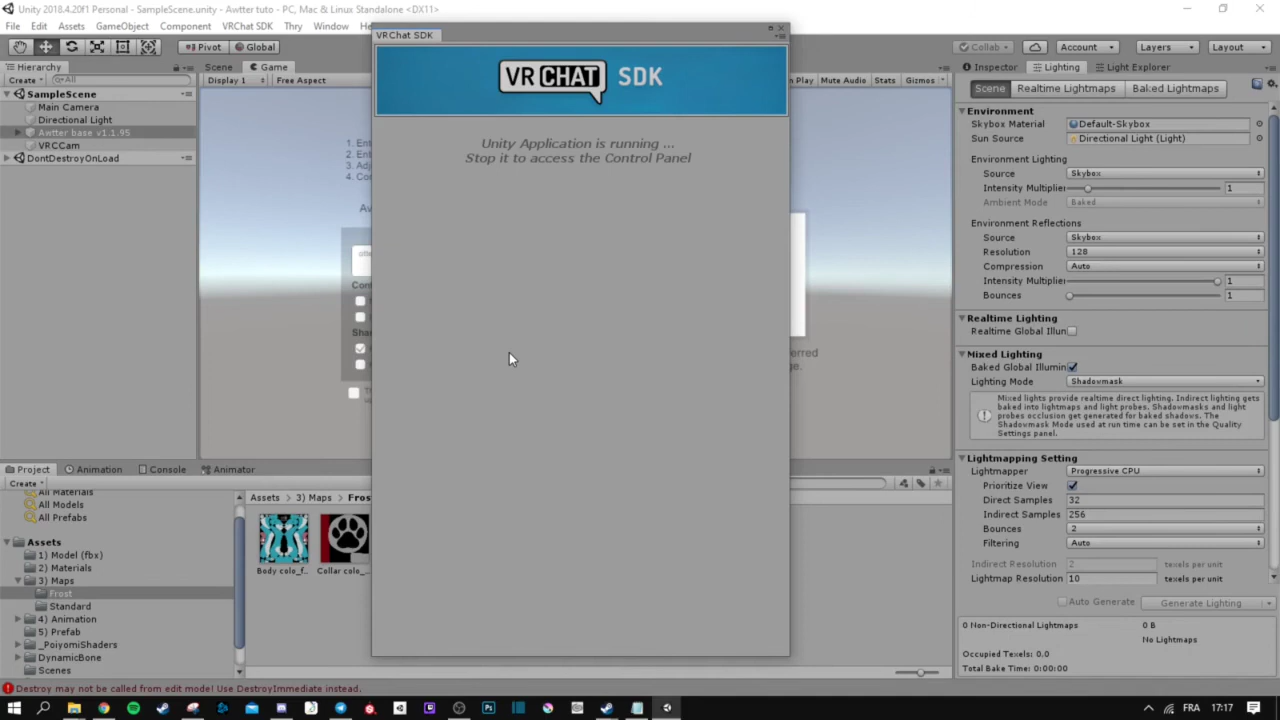 Unity 2018.4.20f1 Personal - SampleScene.unity - Awtter tuto - PC, Mac & Linux Standalone <DX11>
File Edit Assets GameObject Component VRChat SDK Thry Window
Pivot Global
Collab Account Layers Layout
Hierarchy
Create All
SampleScene
Main Camera
Directional Light
Awtter base v1.1.95
VRCCam
DontDestroyOnLoad
Scene Game
Display 1 Free Aspect
Mute Audio Stats Gizmos
1. Ent
2. Ent
3. Adj
4. Co
VRChat SDK
VRCHAT SDK
Unity Application is running ...
Stop it to access the Control Panel
Inspector Lighting Light Explorer
Scene Realtime Lightmaps Baked Lightmaps
Environment
Skybox Material Default-Skybox
Sun Source Directional Light (Light)
Environment Lighting
Source Skybox
Intensity Multiplier 1
Ambient Mode Baked
Environment Reflections
Source Skybox
Resolution 128
Compression Auto
Intensity Multiplier 1
Bounces 1
Realtime Lighting
Realtime Global Illum
Mixed Lighting
Baked Global Illumin
Lighting Mode Shadowmask
Mixed lights provide realtime direct lighting. Indirect lighting gets
baked into lightmaps and light probes. Shadowmasks and light
probes occlusion get generated for baked shadows. The
Shadowmask Mode used at run time can be set in the Quality
Settings panel.
Lightmapping Setting
Lightmapper Progressive CPU
Prioritize View
Direct Samples 32
Indirect Samples 256
Bounces 2
Filtering Auto
Indirect Resolution 2 texels per unit
Lightmap Resolution 10 texels per unit
Auto Generate Generate Lighting
0 Non-Directional Lightmaps 0 B
No Lightmaps
Occupied Texels: 0.0
Total Bake Time: 0:00:00
Project Animation Console Animator
Create
All Materials
All Models
All Prefabs
Assets
1) Model (fbx)
2) Materials
3) Maps
Frost
Standard
4) Animation
5) Prefab
_PoiyomiShaders
DynamicBone
Scenes
Assets 3) Maps Fros
Body colo_f... Collar colo_...
Destroy may not be called from edit mode! Use DestroyImmediate instead.
FRA 17:17